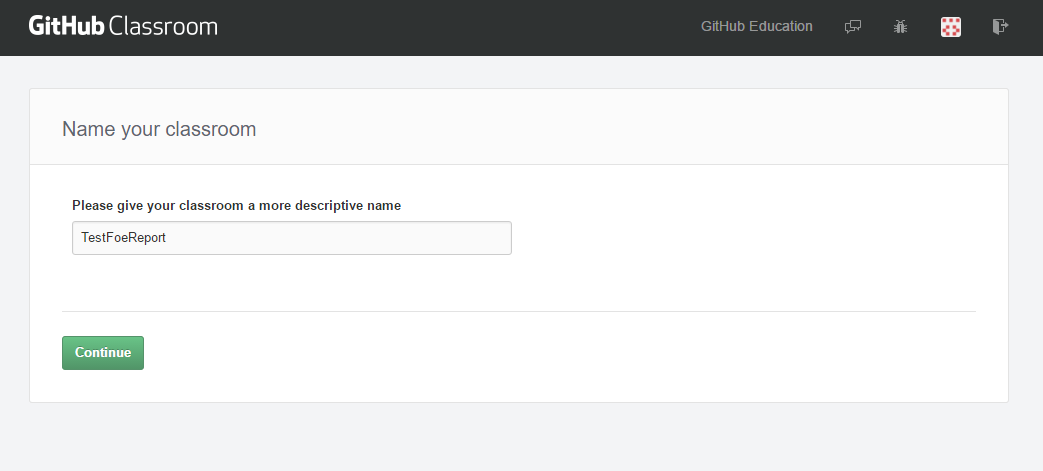 GitHub Classroom
GitHub Education
Name your classroom
Please give your classroom a more descriptive name
TestFoeReport
Continue